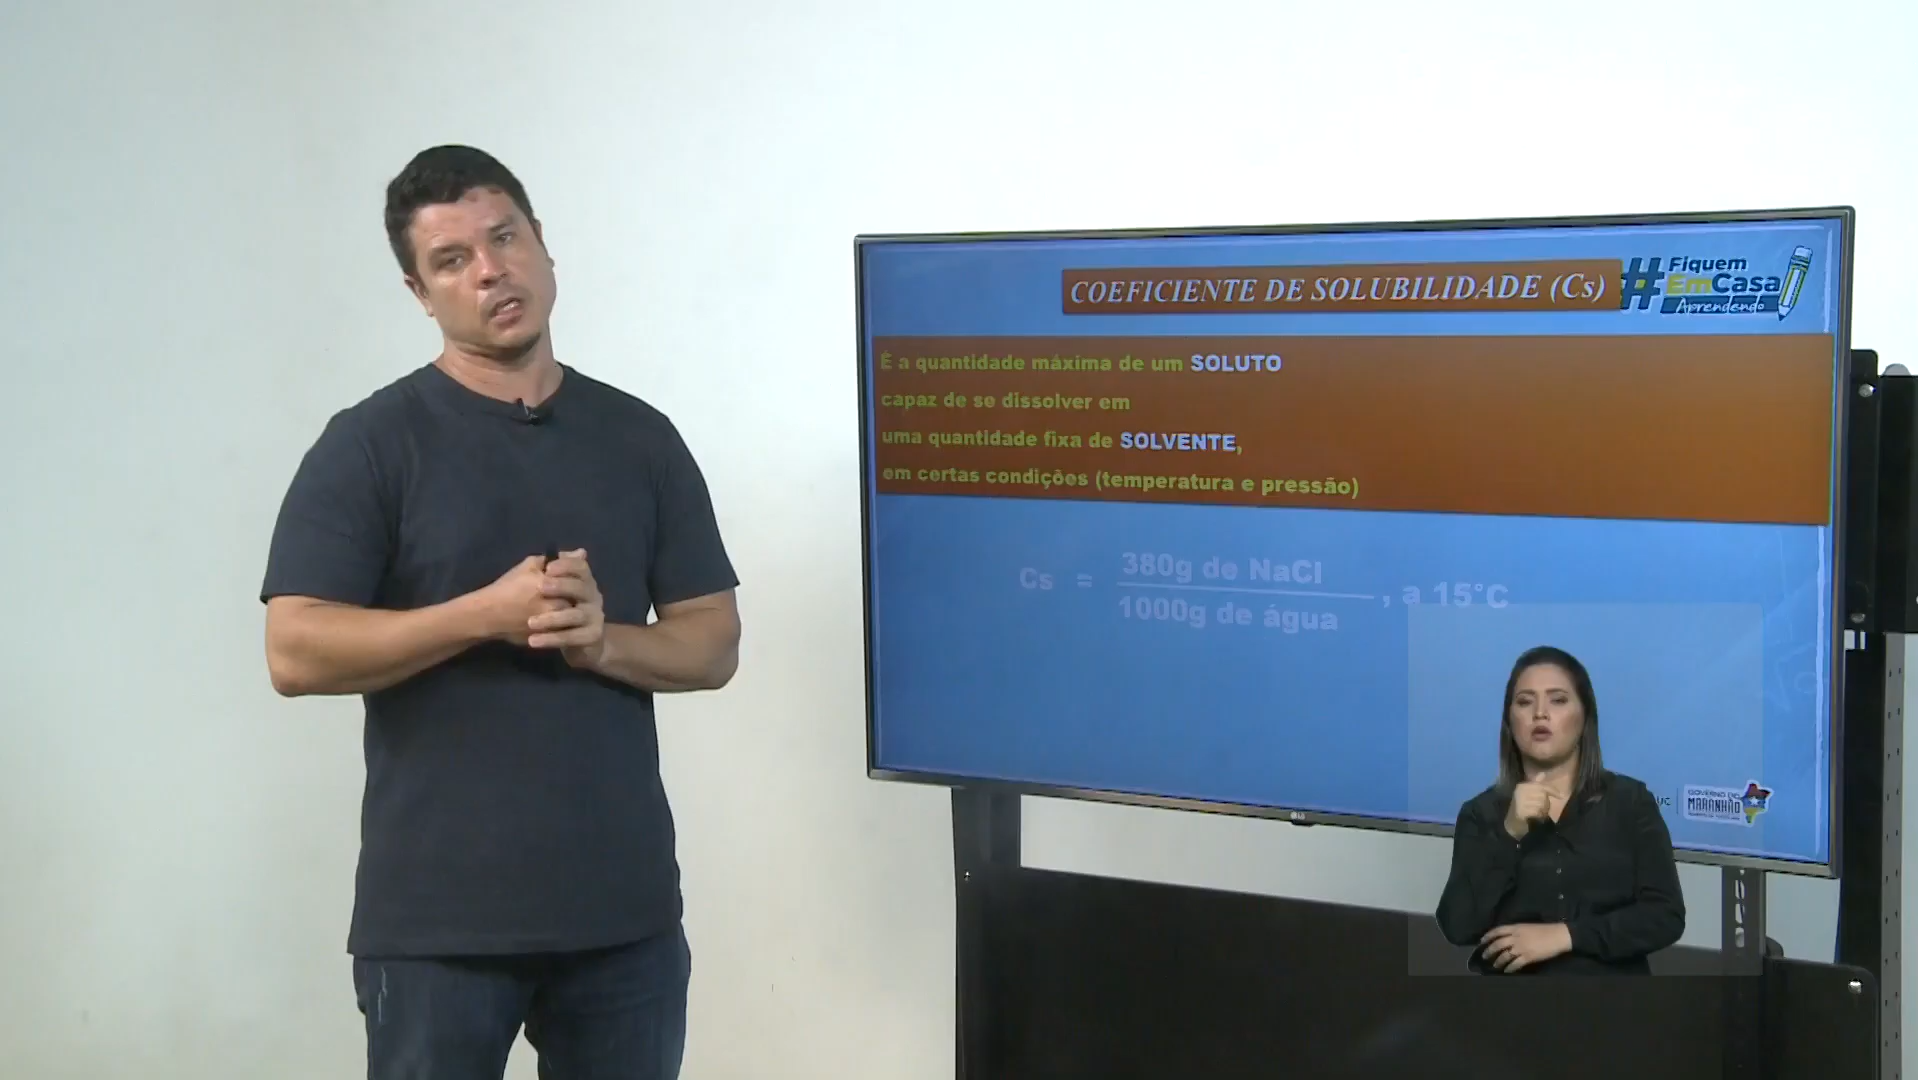 COEFICIENTE DE SOLUBILIDADE (Cs)
#Fiquem
EmCasa
Aprendendo
É a quantidade máxima de um SOLUTO
capaz de se dissolver em
uma quantidade fixa de SOLVENTE,
em certas condições (temperatura e pressão)
Cs = 380g de NaCl
1000g de água
, a 15°C
UC
GOVERNO DO
MARANHÃO
LG